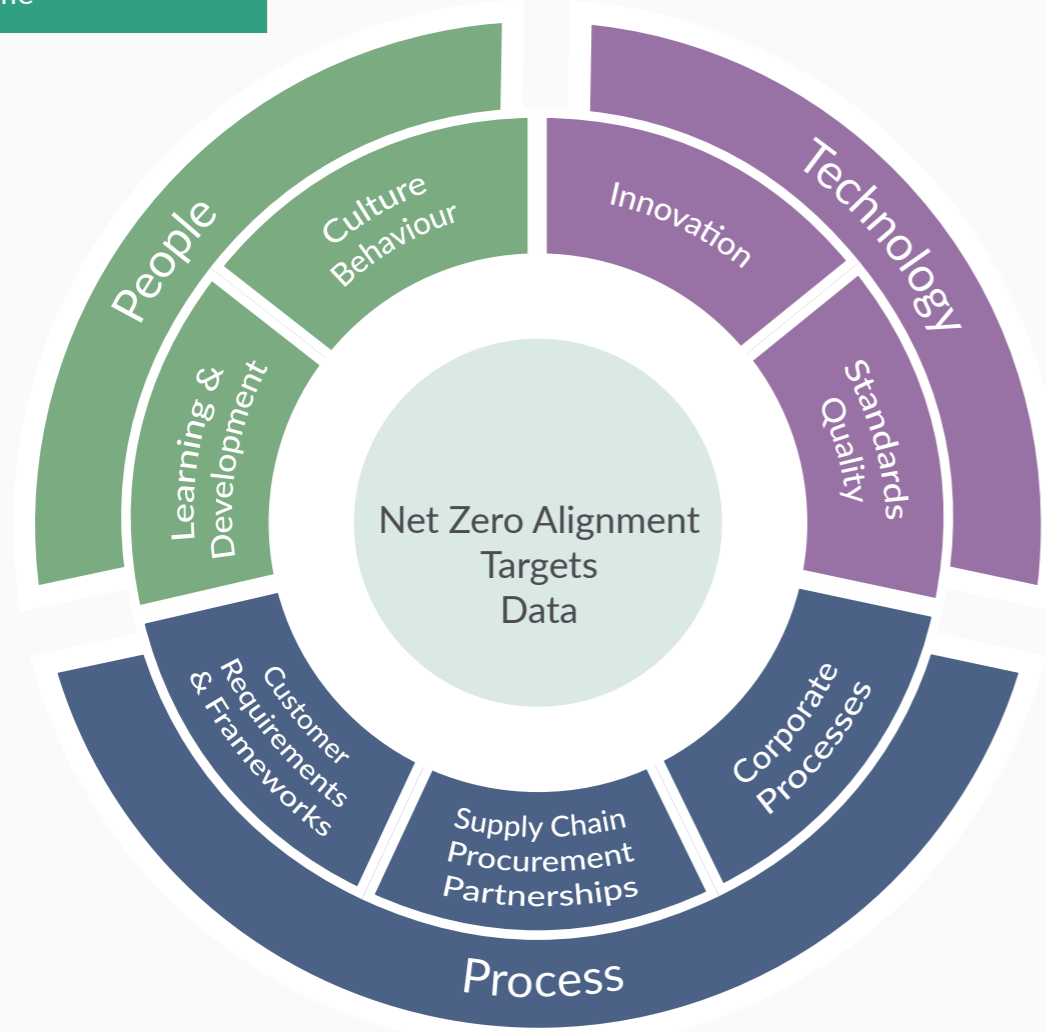 People
Technology
Culture
Behaviour
Innovation
Learning &
Development
Standards
Quality
Net Zero Alignment
Targets
Data
Customer
Requirements
& Frameworks
Supply Chain
Procurement
Partnerships
Corporate
Processes
Process